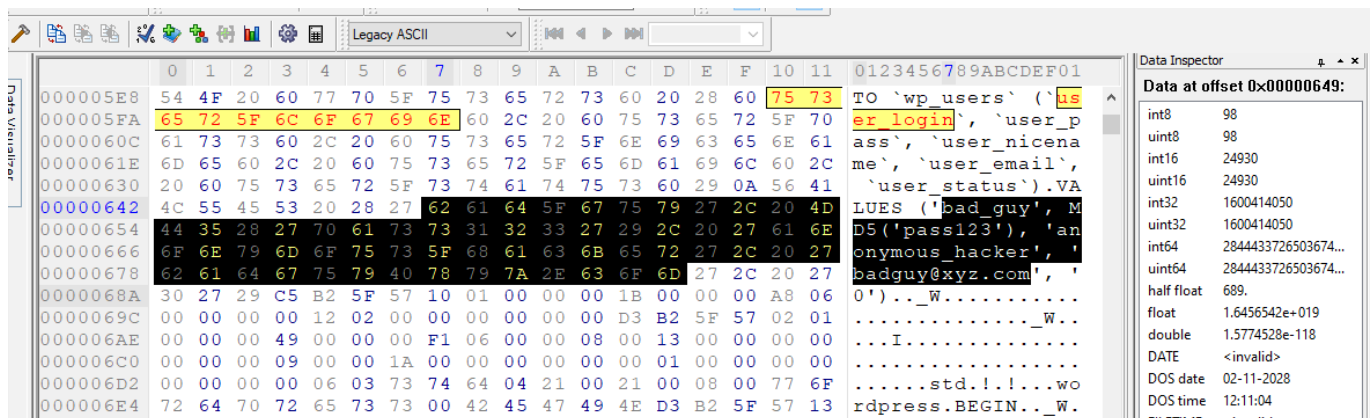 Legacy ASCII
Data Visualizer
0 1 2 3 4 5 6 7 8 9 A B C D E F 10 11 0123456789ABCDEF01
000005E8 54 4F 20 60 77 70 5F 75 73 65 72 73 60 20 28 60 75 73 TO `wp_users` (`us
000005FA 65 72 5F 6C 6F 67 69 6E 60 2C 20 60 75 73 65 72 5F 70 er_login`, `user_p
0000060C 61 73 73 60 2C 20 60 75 73 65 72 5F 6E 69 63 65 6E 61 ass`, `user_nicena
0000061E 6D 65 60 2C 20 60 75 73 65 72 5F 65 6D 61 69 6C 60 2C me`, `user_email`,
00000630 20 60 75 73 65 72 5F 73 74 61 74 75 73 60 29 0A 56 41 `user_status`).VA
00000642 4C 55 45 53 20 28 27 62 61 64 5F 67 75 79 27 2C 20 4D LUES ('bad_guy', M
00000654 44 35 28 27 70 61 73 73 31 32 33 27 29 2C 20 27 61 6E D5('pass123'), 'an
00000666 6F 6E 79 6D 6F 75 73 5F 68 61 63 6B 65 72 27 2C 20 27 onymous_hacker', '
00000678 62 61 64 67 75 79 40 78 79 7A 2E 63 6F 6D 27 2C 20 27 badguy@xyz.com', '
0000068A 30 27 29 C5 B2 5F 57 10 01 00 00 00 1B 00 00 00 A8 06 0').._W...........
0000069C 00 00 00 00 12 02 00 00 00 00 00 00 D3 B2 5F 57 02 01 .............._W..
000006AE 00 00 00 49 00 00 00 F1 06 00 00 08 00 13 00 00 00 00 ...I..............
000006C0 00 00 00 09 00 00 1A 00 00 00 00 00 00 01 00 00 00 00 ..................
000006D2 00 00 00 00 06 03 73 74 64 04 21 00 21 00 08 00 77 6F ......std.!.!...wo
000006E4 72 64 70 72 65 73 73 00 42 45 47 49 4E D3 B2 5F 57 13 rdpress.BEGIN.._W.
Data Inspector
Data at offset 0x00000649:
int8 98
uint8 98
int16 24930
uint16 24930
int32 1600414050
uint32 1600414050
int64 2844433726503674...
uint64 2844433726503674...
half float 689.
float 1.6456542e+019
double 1.5774528e-118
DATE <invalid>
DOS date 02-11-2028
DOS time 12:11:04